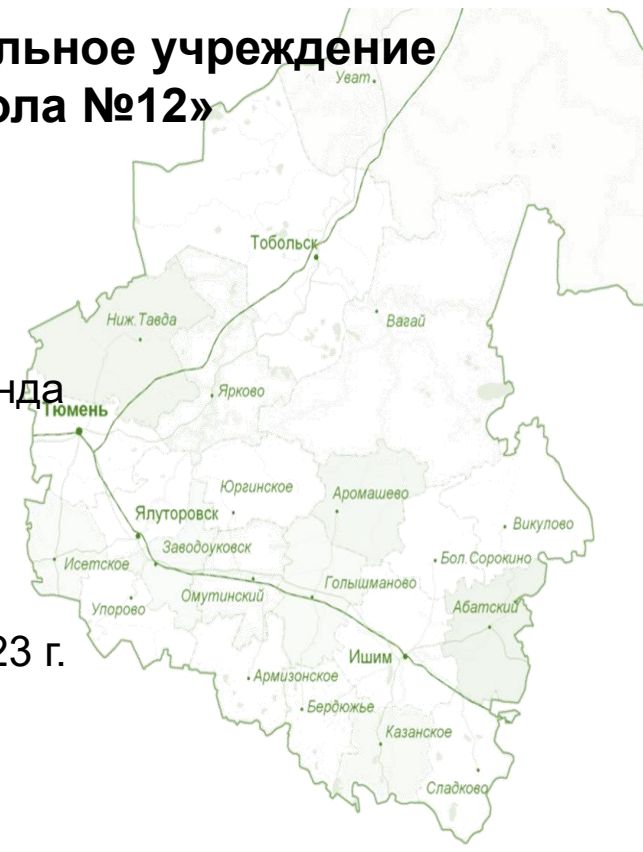 льное учреждение
ола №12»
Уват
Тобольск
Ниж.Тавда
Вагай
нда
Ярково
Тюмень
Юргинское
Аромашево
Ялуторовск
Викулово
Заводоуковск
Бол.Сорокино
Исетское
Голышманово
Омутинский
Абатский
Упорово
23 г.
Ишим
Армизонское
Бердюжье
Казанское
Сладково